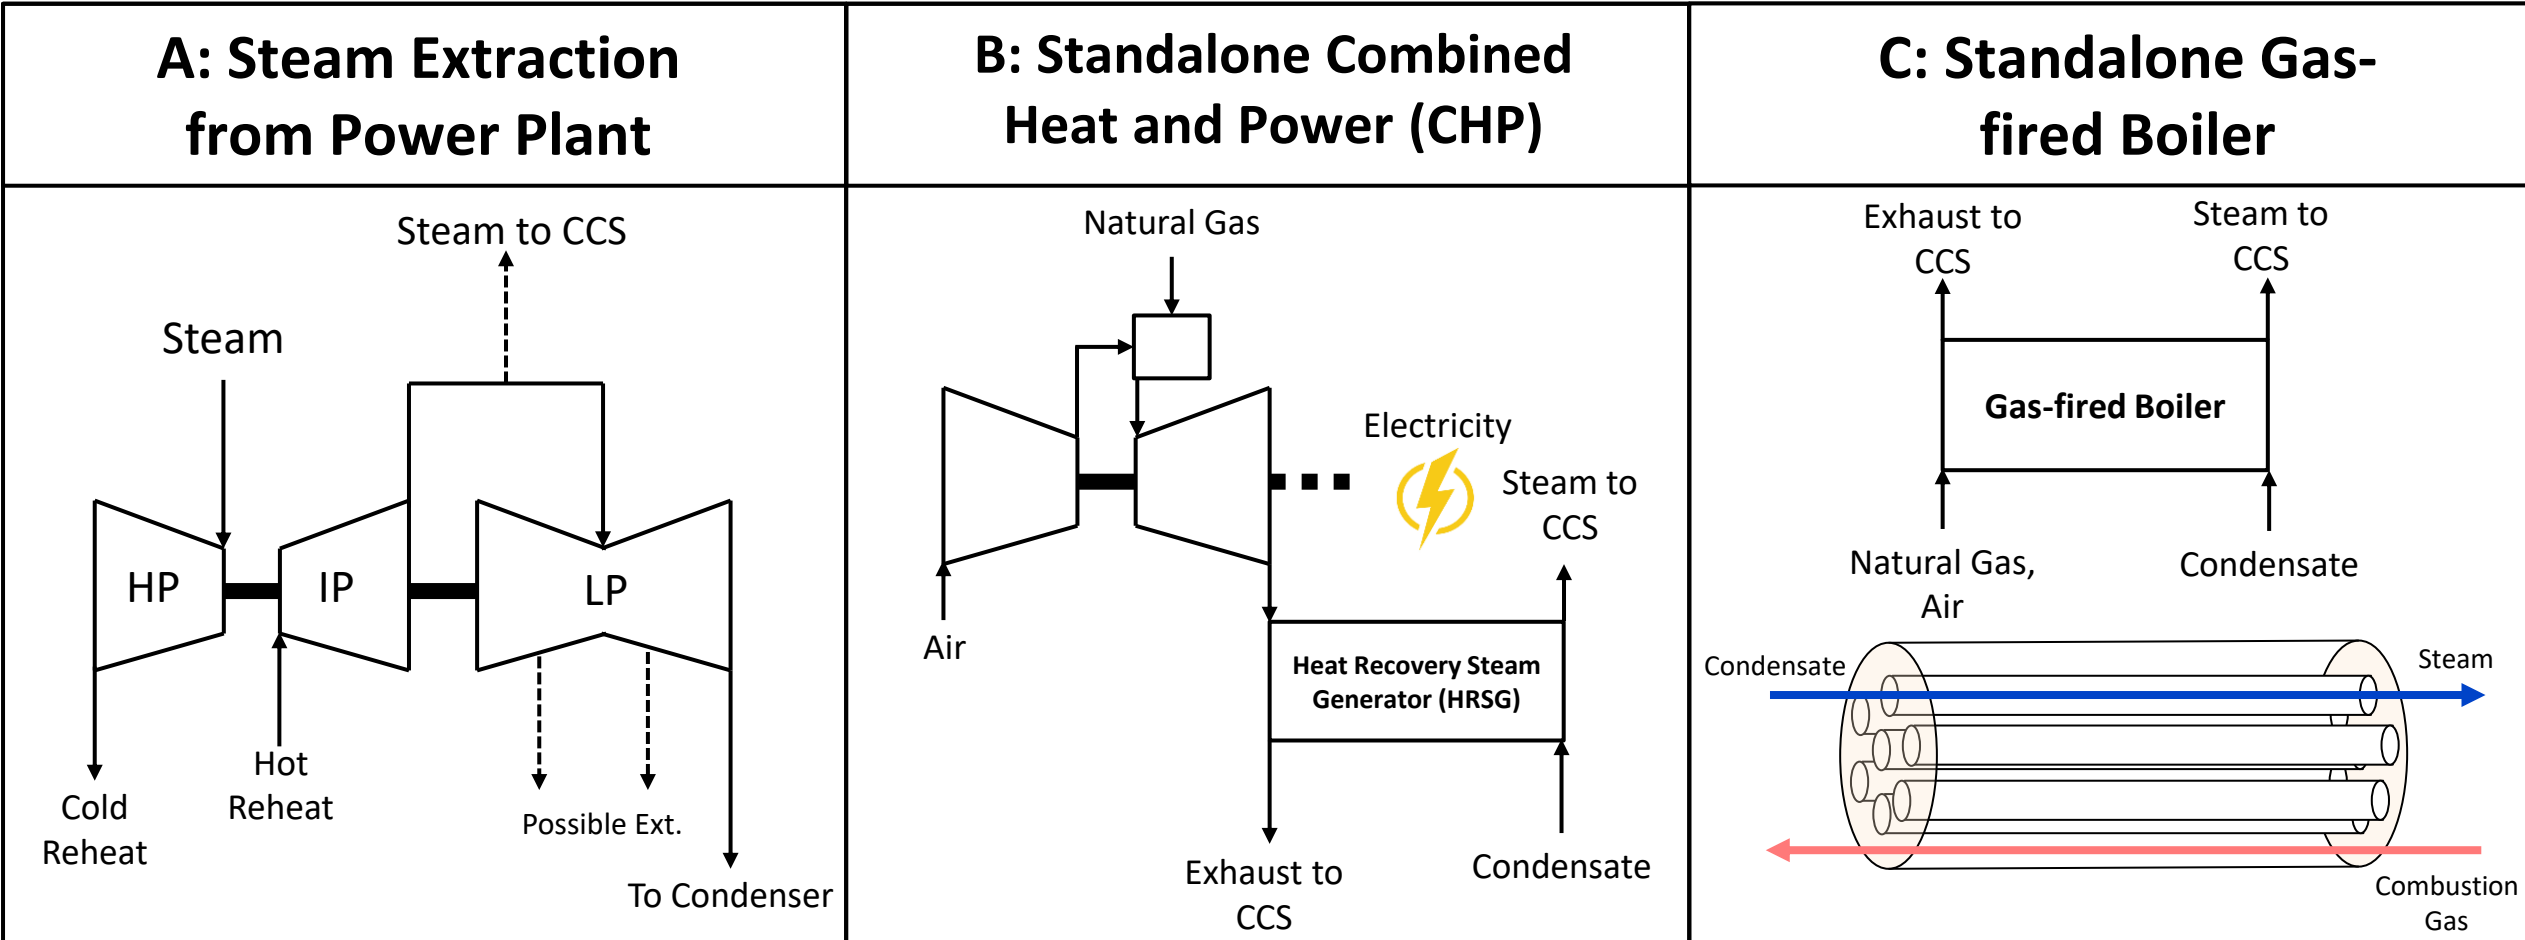 A: Steam Extraction
from Power Plant
B: Standalone Combined
Heat and Power (CHP)
C: Standalone Gas-
fired Boiler
Steam to CCS
Steam
HP
IP
LP
Cold
Reheat
Hot
Reheat
Possible Ext.
To Condenser
Natural Gas
Electricity
Steam to
CCS
Air
Heat Recovery Steam
Generator (HRSG)
Exhaust to
CCS
Condensate
Exhaust to
CCS
Steam to
CCS
Gas-fired Boiler
Natural Gas,
Air
Condensate
Condensate
Steam
Combustion
Gas